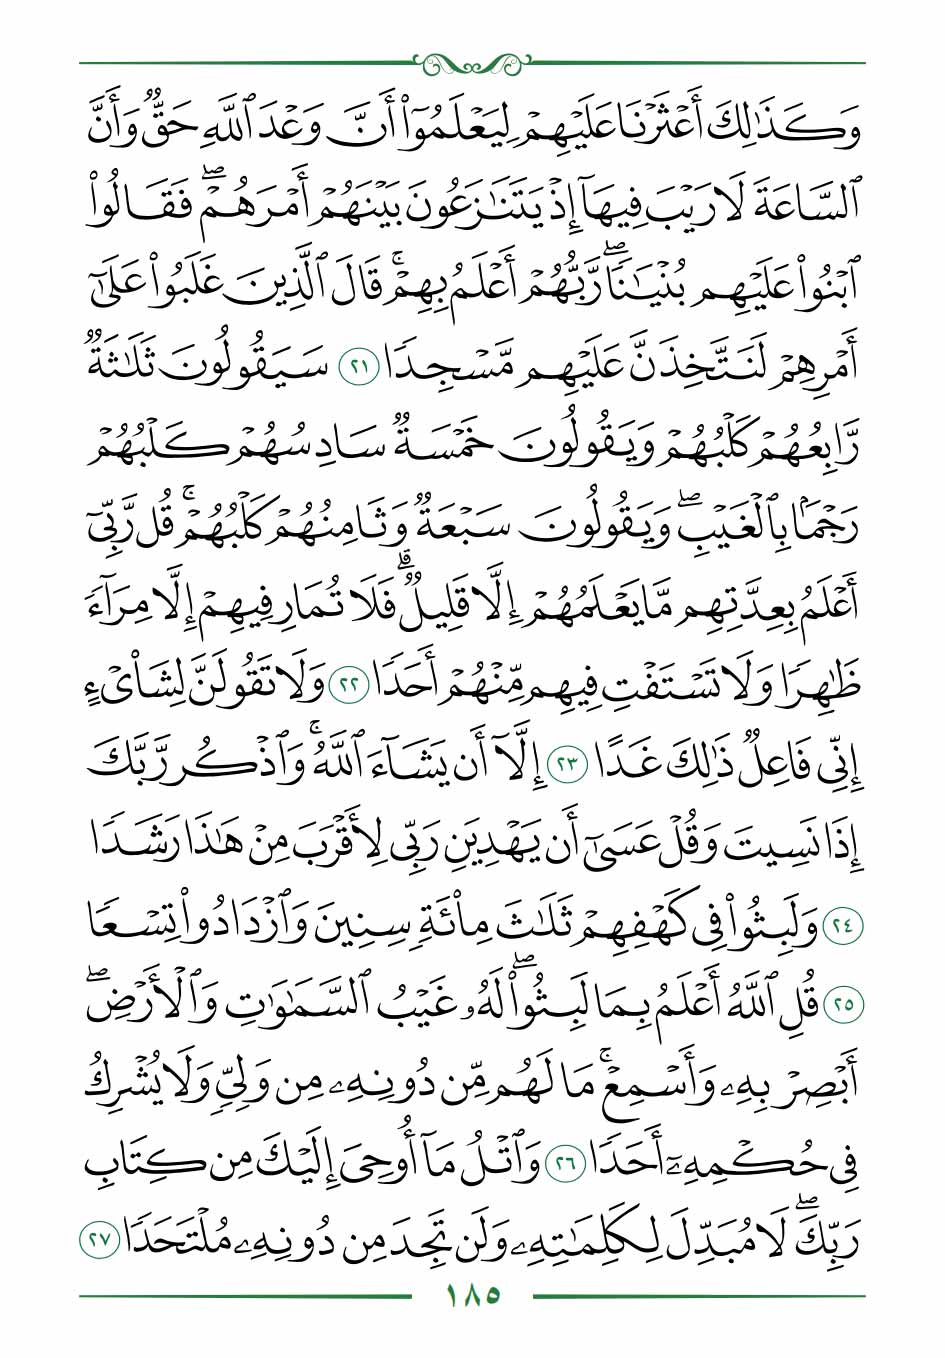 وَكَذَٰلِكَ أَعۡثَرۡنَا عَلَيۡهِمۡ لِيَعۡلَمُوٓاْ أَنَّ وَعۡدَ ٱللَّهِ حَقّٞ وَأَنَّ
ٱلسَّاعَةَ لَا رَيۡبَ فِيهَآ إِذۡ يَتَنَٰزَعُونَ بَيۡنَهُمۡ أَمۡرَهُمۡۖ فَقَالُواْ
ٱبۡنُواْ عَلَيۡهِم بُنۡيَٰنٗاۖ رَّبُّهُمۡ أَعۡلَمُ بِهِمۡۚ قَالَ ٱلَّذِينَ غَلَبُواْ عَلَىٰٓ
أَمۡرِهِمۡ لَنَتَّخِذَنَّ عَلَيۡهِم مَّسۡجِدٗا ٢١ سَيَقُولُونَ ثَلَٰثَةٞ
رَّابِعُهُمۡ كَلۡبُهُمۡ وَيَقُولُونَ خَمۡسَةٞ سَادِسُهُمۡ كَلۡبُهُمۡ
رَجۡمَۢا بِٱلۡغَيۡبِۖ وَيَقُولُونَ سَبۡعَةٞ وَثَامِنُهُمۡ كَلۡبُهُمۡۚ قُل رَّبِّيٓ
أَعۡلَمُ بِعِدَّتِهِم مَّا يَعۡلَمُهُمۡ إِلَّا قَلِيلٞۗ فَلَا تُمَارِ فِيهِمۡ إِلَّا مِرَآءٗ
ظَٰهِرٗا وَلَا تَسۡتَفۡتِ فِيهِم مِّنۡهُمۡ أَحَدٗا ٢٢ وَلَا تَقُولَنَّ لِشَاْيۡءٍ
إِنِّي فَاعِلٞ ذَٰلِكَ غَدًا ٢٣ إِلَّآ أَن يَشَآءَ ٱللَّهُۚ وَٱذۡكُر رَّبَّكَ
إِذَا نَسِيتَ وَقُلۡ عَسَىٰٓ أَن يَهۡدِيَنِ رَبِّي لِأَقۡرَبَ مِنۡ هَٰذَا رَشَدٗا
٢٤ وَلَبِثُواْ فِي كَهۡفِهِمۡ ثَلَٰثَ مِاْئَةٖ سِنِينَ وَٱزۡدَادُواْ تِسۡعٗا
٢٥ قُلِ ٱللَّهُ أَعۡلَمُ بِمَا لَبِثُواْۖ لَهُۥ غَيۡبُ ٱلسَّمَٰوَٰتِ وَٱلۡأَرۡضِۖ
أَبۡصِرۡ بِهِۦ وَأَسۡمِعۡۚ مَا لَهُم مِّن دُونِهِۦ مِن وَلِيّٖ وَلَا يُشۡرِكُ
فِي حُكۡمِهِۦٓ أَحَدٗا ٢٦ وَٱتۡلُ مَآ أُوحِيَ إِلَيۡكَ مِن كِتَابِ
رَبِّكَۖ لَا مُبَدِّلَ لِكَلِمَٰتِهِۦ وَلَن تَجِدَ مِن دُونِهِۦ مُلۡتَحَدٗا ٢٧
١٨٥